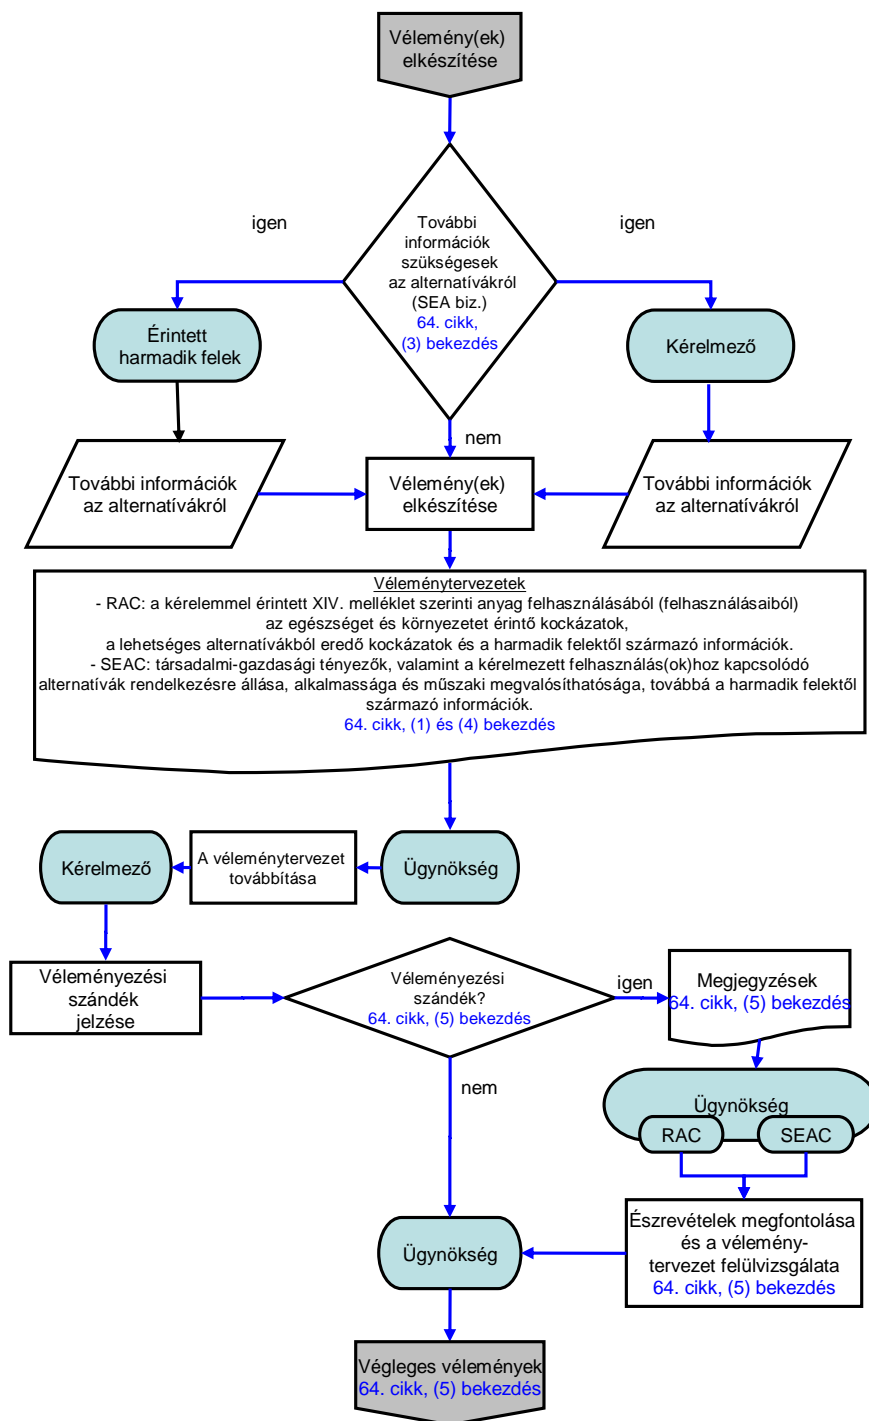 Vélemény(ek)
elkészítése
igen
igen
További
információk
szükségesek
az alternatívákról
(SEA biz.)
64. cikk,
(3) bekezdés
Érintett
harmadik felek
Kérelmező
nem
További információk
az alternatívákról
Vélemény(ek)
elkészítése
További információk
az alternatívákról
Véleménytervezetek
- RAC: a kérelemmel érintett XIV. melléklet szerinti anyag felhasználásából (felhasználásaiból)
az egészséget és környezetet érintő kockázatok,
a lehetséges alternatívákból eredő kockázatok és a harmadik felektől származó információk.
- SEAC: társadalmi-gazdasági tényezők, valamint a kérelmezett felhasználás(ok)hoz kapcsolódó
alternatívák rendelkezésre állása, alkalmassága és műszaki megvalósíthatósága, továbbá a harmadik felektől
származó információk.
64. cikk, (1) és (4) bekezdés
Kérelmező
A véleménytervezet
továbbítása
Ügynökség
Véleményezési
szándék
jelzése
Véleményezési
szándék?
64. cikk, (5) bekezdés
igen
Megjegyzések
64. cikk, (5) bekezdés
nem
Ügynökség
RAC
SEAC
Ügynökség
Észrevételek megfontolása
és a vélemény-
tervezet felülvizsgálata
64. cikk, (5) bekezdés
Végleges vélemények
64. cikk, (5) bekezdés